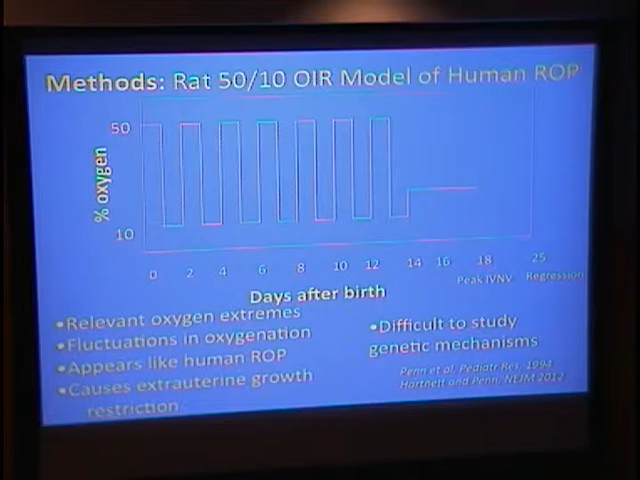 Methods: Rat 50/10 OIR Model of Human ROP
50
% oxygen
10
0 2 4 6 8 10 12 14 16 18 25
Peak IVNV Regression
Days after birth
•Relevant oxygen extremes
•Fluctuations in oxygenation
•Appears like human ROP
•Causes extrauterine growth
restriction
•Difficult to study
genetic mechanisms
Penn et al, Pediatr Res, 1994
Hartnett and Penn, NEJM 2012